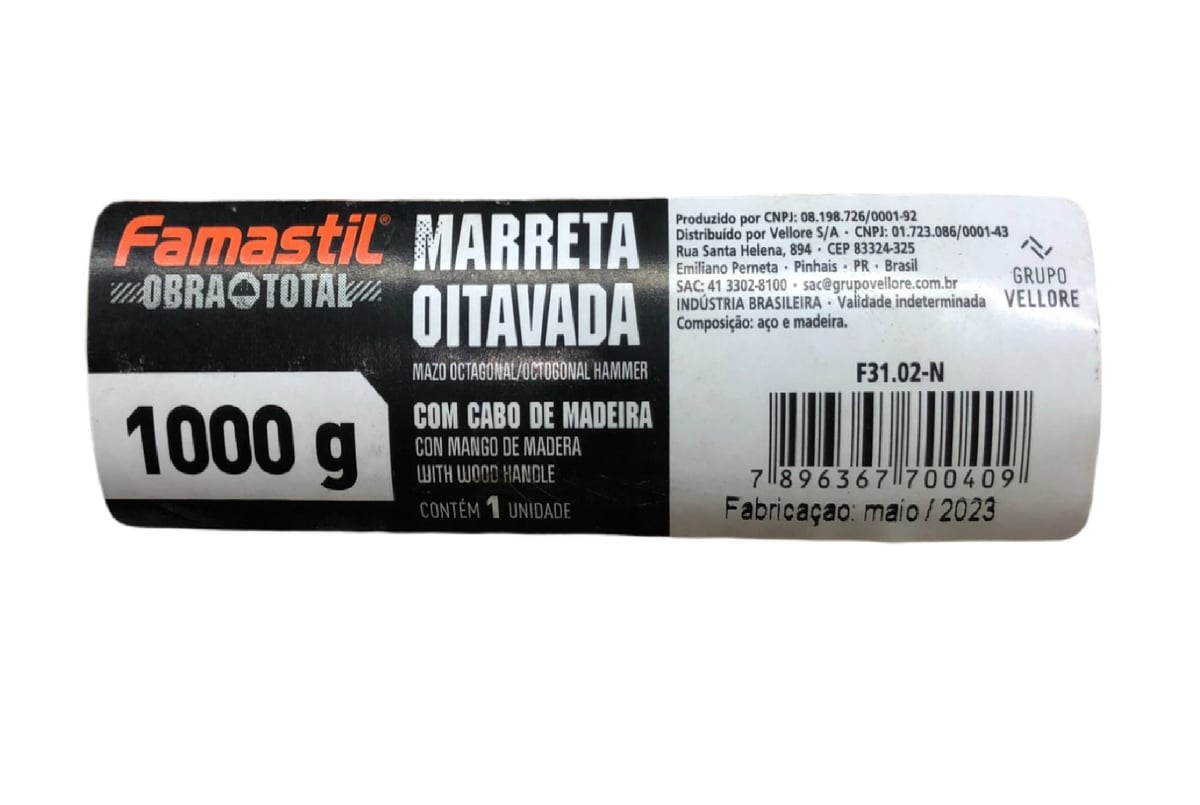 Famastil®
OBRA TOTAL
1000 g
MARRETA
OITAVADA
MAZO OCTAGONAL/OCTOGONAL HAMMER
COM CABO DE MADEIRA
CON MANGO DE MADERA
WITH WOOD HANDLE
CONTÉM 1 UNIDADE
Produzido por CNPJ: 08.198.726/0001-92
Distribuído por Vellore S/A · CNPJ: 01.723.086/0001-43
Rua Santa Helena, 894 · CEP 83324-325
Emiliano Perneta · Pinhais · PR · Brasil
SAC: 41 3302-8100 · sac@grupovellore.com.br
INDÚSTRIA BRASILEIRA · Validade indeterminada
Composição: aço e madeira.
GRUPO
VELLORE
F31.02-N
7 896367 700409
Fabricaçao: maio / 2023